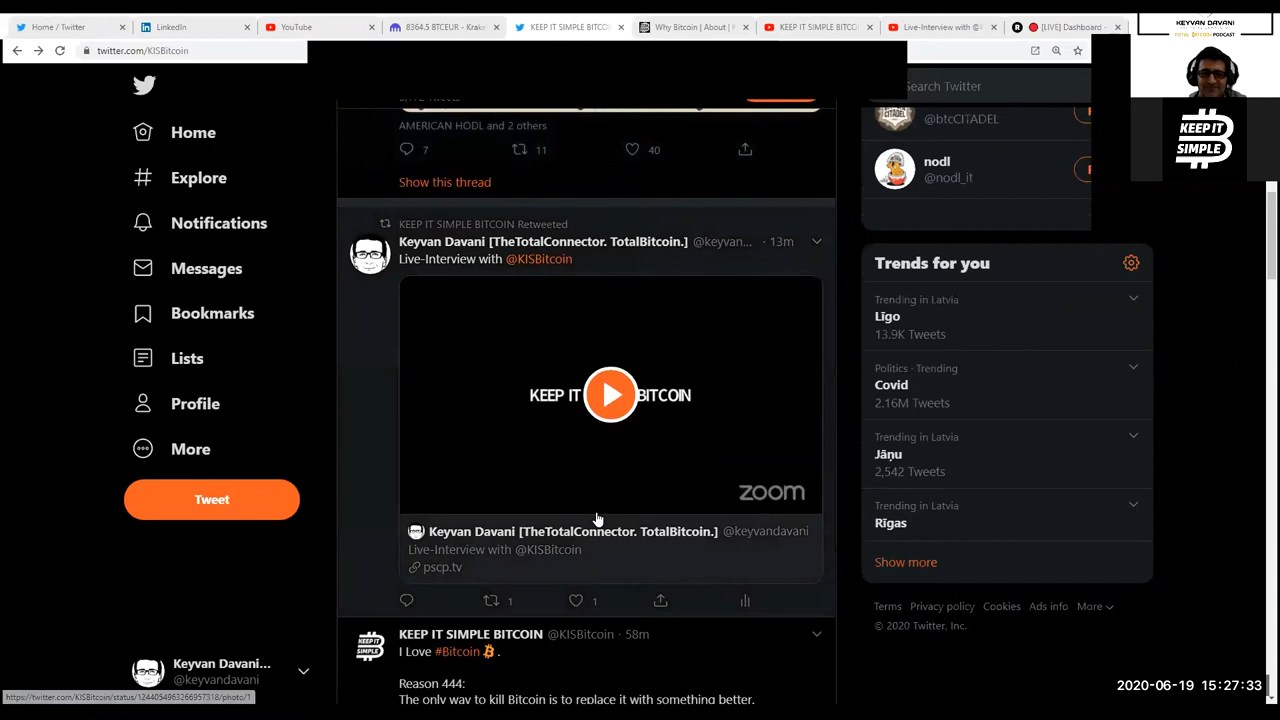 Home / Twitter
LinkedIn
YouTube
8364.5 BTCEUR - Krake
KEEP IT SIMPLE BITCOIN
Why Bitcoin | About |
KEEP IT SIMPLE BITCOIN
Live-Interview with @K
[LIVE] Dashboard -
KEYVAN DAVANI
TOTAL BITCOIN PODCAST
twitter.com/KISBitcoin
Search Twitter
KEEP IT
SIMPLE
Home
Explore
Notifications
Messages
Bookmarks
Lists
Profile
More
Tweet
Keyvan Davani...
@keyvandavani
AMERICAN HODL and 2 others
7 11 40
Show this thread
KEEP IT SIMPLE BITCOIN Retweeted
Keyvan Davani [TheTotalConnector. TotalBitcoin.] @keyvan... · 13m
Live-Interview with @KISBitcoin
KEEP IT BITCOIN
zoom
Keyvan Davani [TheTotalConnector. TotalBitcoin.] @keyvandavani
Live-Interview with @KISBitcoin
pscp.tv
1 1
KEEP IT SIMPLE BITCOIN @KISBitcoin · 58m
I Love #Bitcoin .
Reason 444:
The only way to kill Bitcoin is to replace it with something better.
@btcCITADEL
nodl
@nodl_it
Trends for you
Trending in Latvia
Līgo
13.9K Tweets
Politics · Trending
Covid
2.16M Tweets
Trending in Latvia
Jāņu
2,542 Tweets
Trending in Latvia
Rīgas
Show more
Terms Privacy policy Cookies Ads info More
© 2020 Twitter, Inc.
2020-06-19 15:27:33